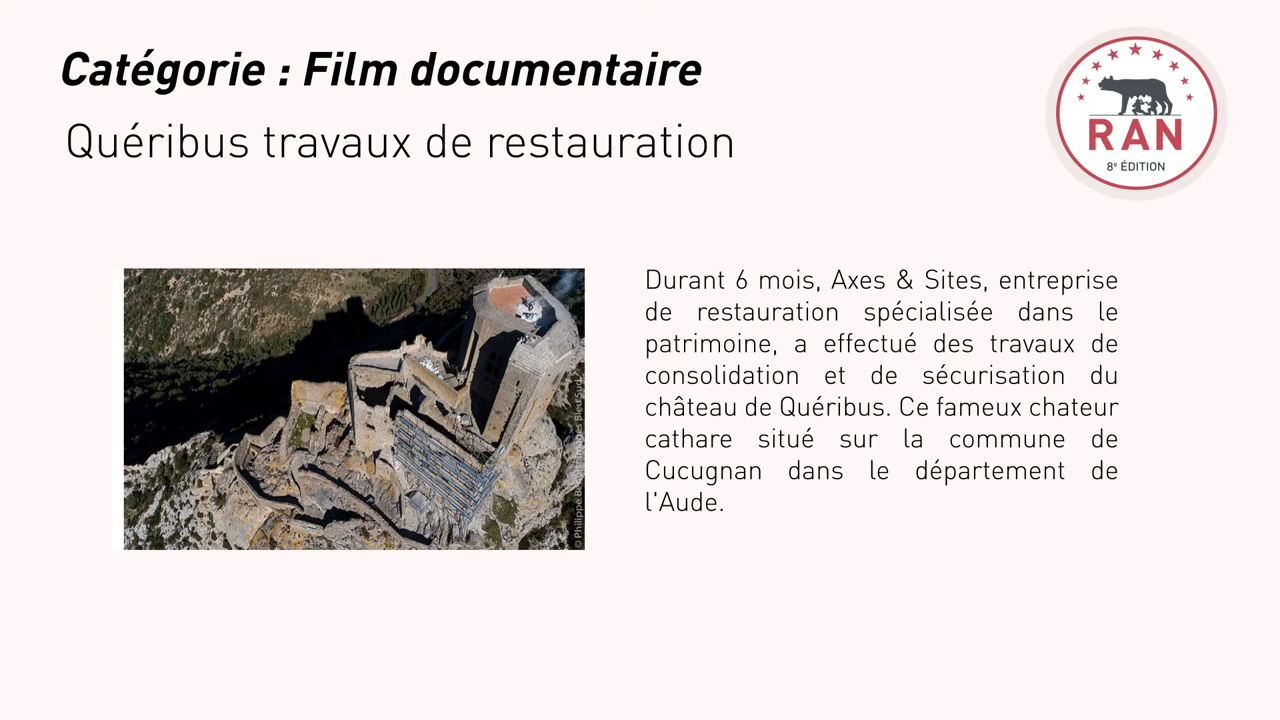 Catégorie : Film documentaire
Quéribus travaux de restauration
RAN
8e ÉDITION
Durant 6 mois, Axes & Sites, entreprise
de restauration spécialisée dans le
patrimoine, a effectué des travaux de
consolidation et de sécurisation du
château de Quéribus. Ce fameux chateur
cathare situé sur la commune de
Cucugnan dans le département de
l'Aude.
© Philippe